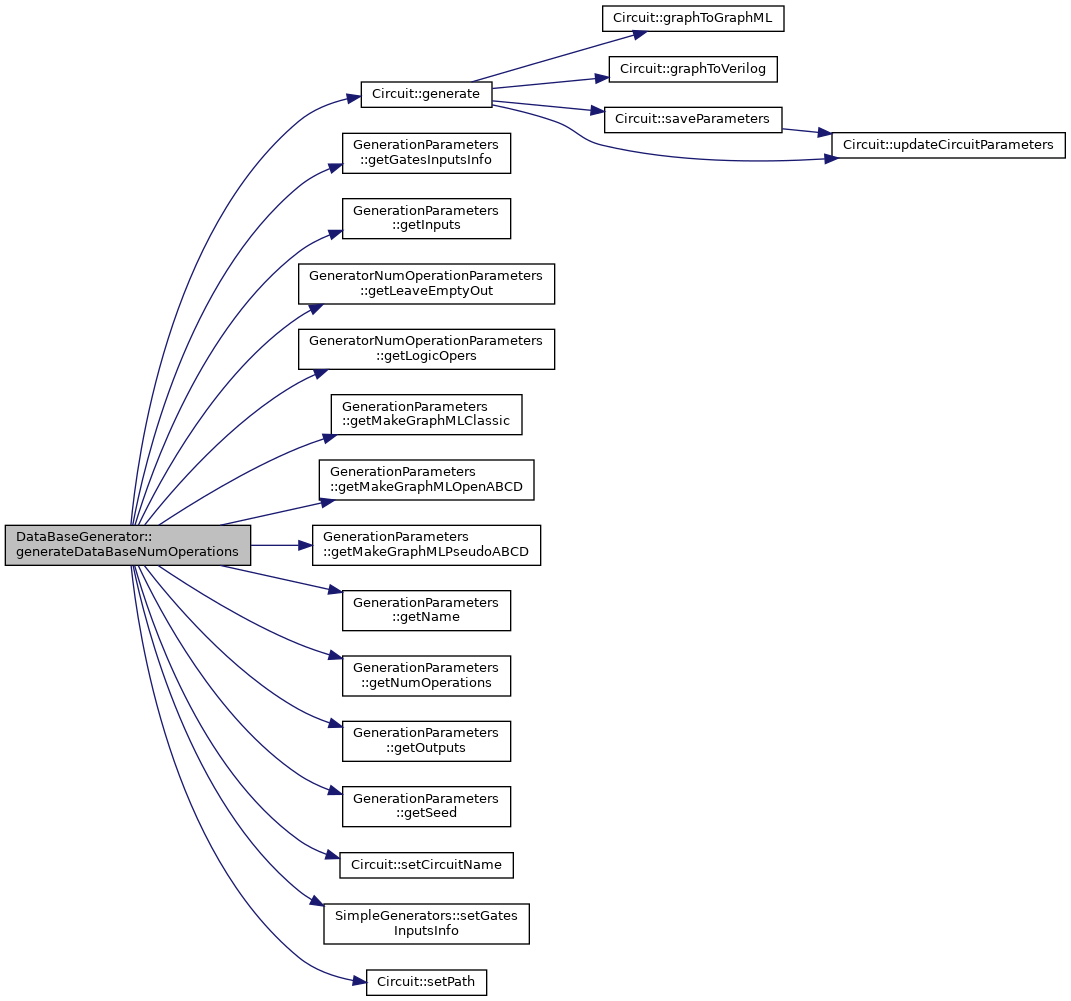 Circuit::graphToGraphML
Circuit::graphToVerilog
Circuit::generate
Circuit::saveParameters
Circuit::updateCircuitParameters
GenerationParameters
::getGatesInputsInfo
GenerationParameters
::getInputs
GeneratorNumOperationParameters
::getLeaveEmptyOut
GeneratorNumOperationParameters
::getLogicOpers
GenerationParameters
::getMakeGraphMLClassic
GenerationParameters
::getMakeGraphMLOpenABCD
DataBaseGenerator::
generateDataBaseNumOperations
GenerationParameters
::getMakeGraphMLPseudoABCD
GenerationParameters
::getName
GenerationParameters
::getNumOperations
GenerationParameters
::getOutputs
GenerationParameters
::getSeed
Circuit::setCircuitName
SimpleGenerators::setGates
InputsInfo
Circuit::setPath